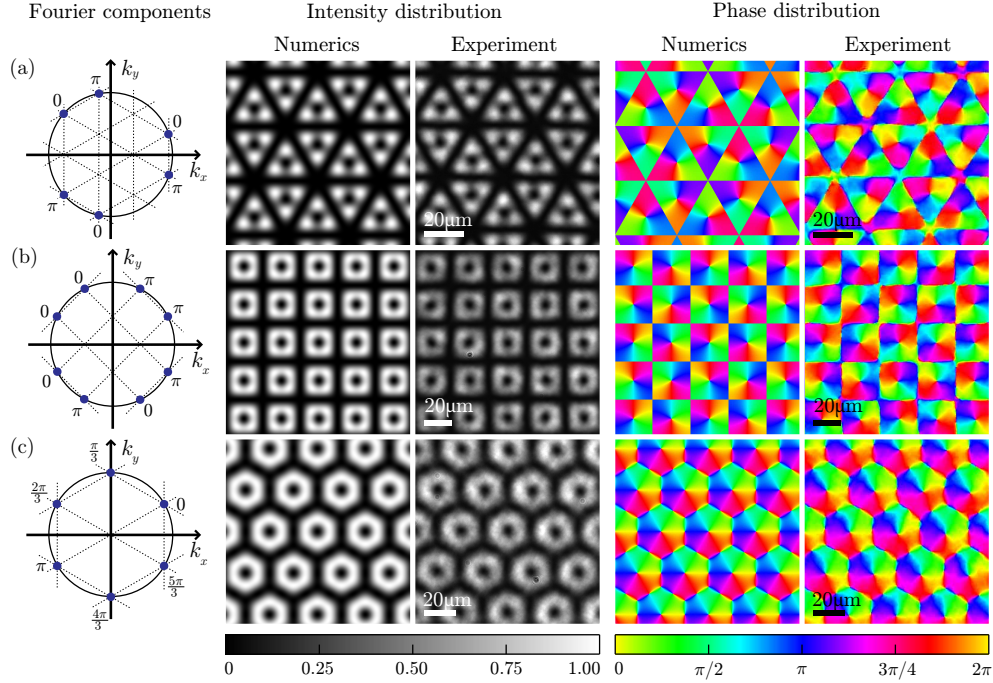 Fourier components Intensity distribution Phase distribution
Numerics Experiment Numerics Experiment
(a)
k_y
π
0
0
k_x
π
π
0
20μm
20μm
(b)
k_y
0 π
0 π
k_x
0 π
π 0
20μm
20μm
(c)
π/3
k_y
2π/3
0
k_x
π
5π/3
4π/3
20μm
20μm
0 0.25 0.50 0.75 1.00
0 π/2 π 3π/4 2π